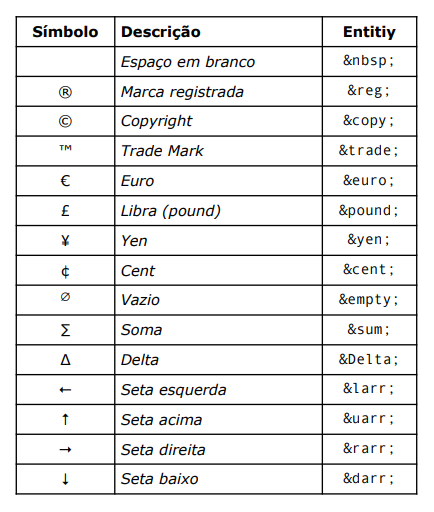 Símbolo Descrição Entitiy
Espaço em branco &nbsp;
® Marca registrada &reg;
© Copyright &copy;
™ Trade Mark &trade;
€ Euro &euro;
£ Libra (pound) &pound;
¥ Yen &yen;
¢ Cent &cent;
∅ Vazio &empty;
∑ Soma &sum;
Δ Delta &Delta;
← Seta esquerda &larr;
↑ Seta acima &uarr;
→ Seta direita &rarr;
↓ Seta baixo &darr;